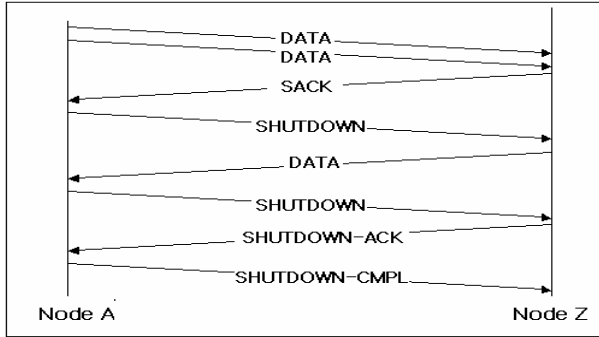 DATA
DATA
SACK
SHUTDOWN
DATA
SHUTDOWN
SHUTDOWN-ACK
SHUTDOWN-CMPL
Node A
Node Z